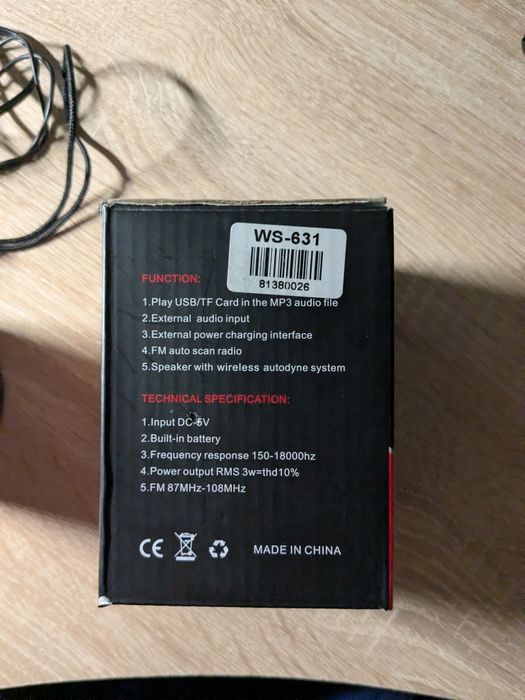 WS-631
81380026
FUNCTION:
1.Play USB/TF Card in the MP3 audio file
2.External audio input
3.External power charging interface
4.FM auto scan radio
5.Speaker with wireless autodyne system
TECHNICAL SPECIFICATION:
1.Input DC-5V
2.Built-in battery
3.Frequency response 150-18000hz
4.Power output RMS 3w=thd10%
5.FM 87MHz-108MHz
CE
MADE IN CHINA